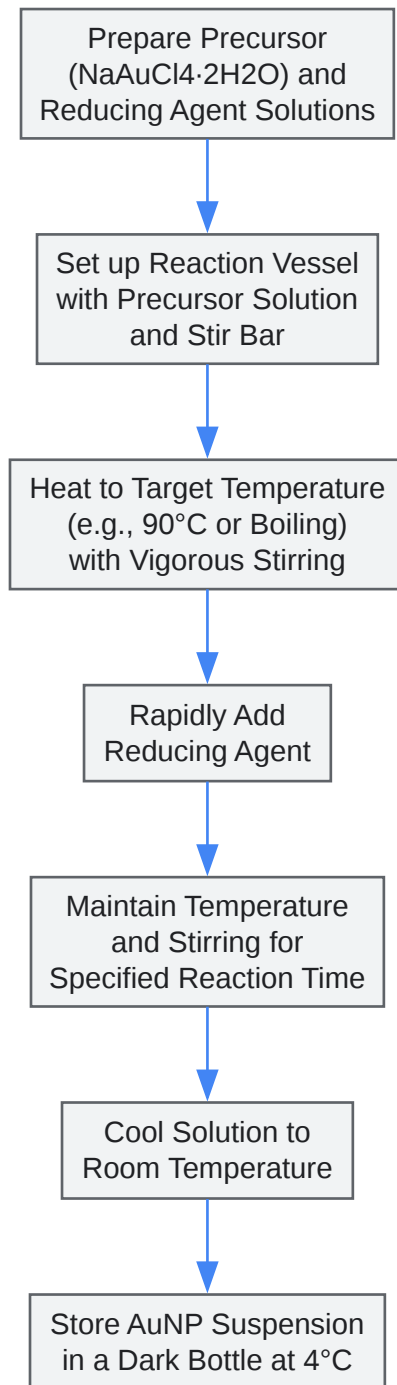 Prepare Precursor
(NaAuCl4·2H2O) and
Reducing Agent Solutions
Set up Reaction Vessel
with Precursor Solution
and Stir Bar
Heat to Target Temperature
(e.g., 90°C or Boiling)
with Vigorous Stirring
Rapidly Add
Reducing Agent
Maintain Temperature
and Stirring for
Specified Reaction Time
Cool Solution to
Room Temperature
Store AuNP Suspension
in a Dark Bottle at 4°C